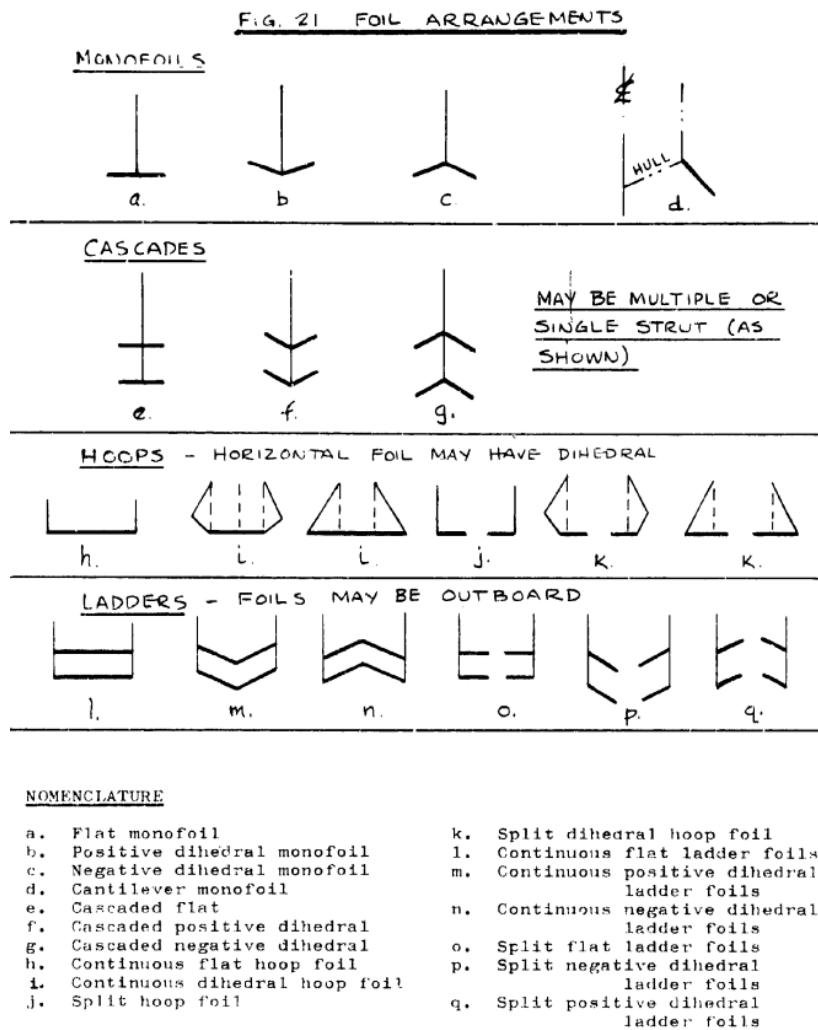 FIG. 21 FOIL ARRANGEMENTS
MONOFOILS
HULL
a. b c. d.
CASCADES
MAY BE MULTIPLE OR
SINGLE STRUT (AS
SHOWN)
e. f. g.
HOOPS - HORIZONTAL FOIL MAY HAVE DIHEDRAL
h. i. i. j. k. k.
LADDERS - FOILS MAY BE OUTBOARD
l. m. n. o. p. q.
NOMENCLATURE
a. Flat monofoil
b. Positive dihedral monofoil
c. Negative dihedral monofoil
d. Cantilever monofoil
e. Cascaded flat
f. Cascaded positive dihedral
g. Cascaded negative dihedral
h. Continuous flat hoop foil
i. Continuous dihedral hoop foil
j. Split hoop foil
k. Split dihedral hoop foil
l. Continuous flat ladder foils
m. Continuous positive dihedral
ladder foils
n. Continuous negative dihedral
ladder foils
o. Split flat ladder foils
p. Split negative dihedral
ladder foils
q. Split positive dihedral
ladder foils